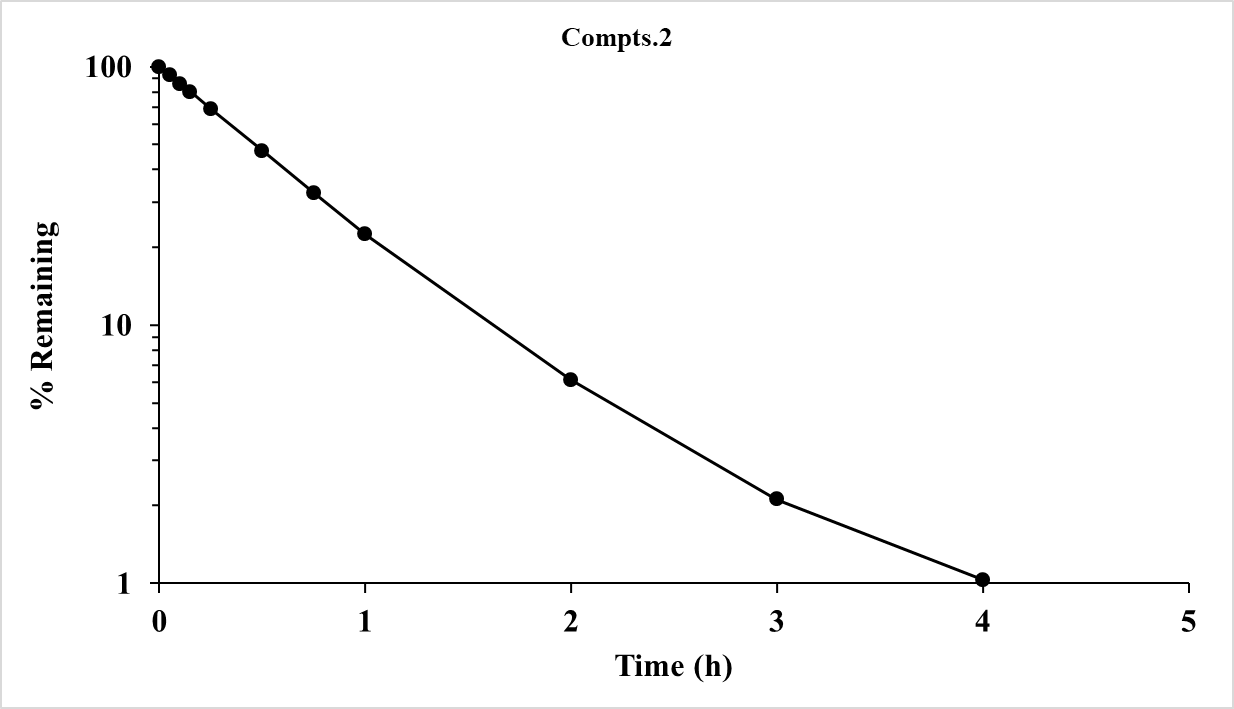 Compts.2
100
10
1
0 1 2 3 4 5
% Remaining
Time (h)